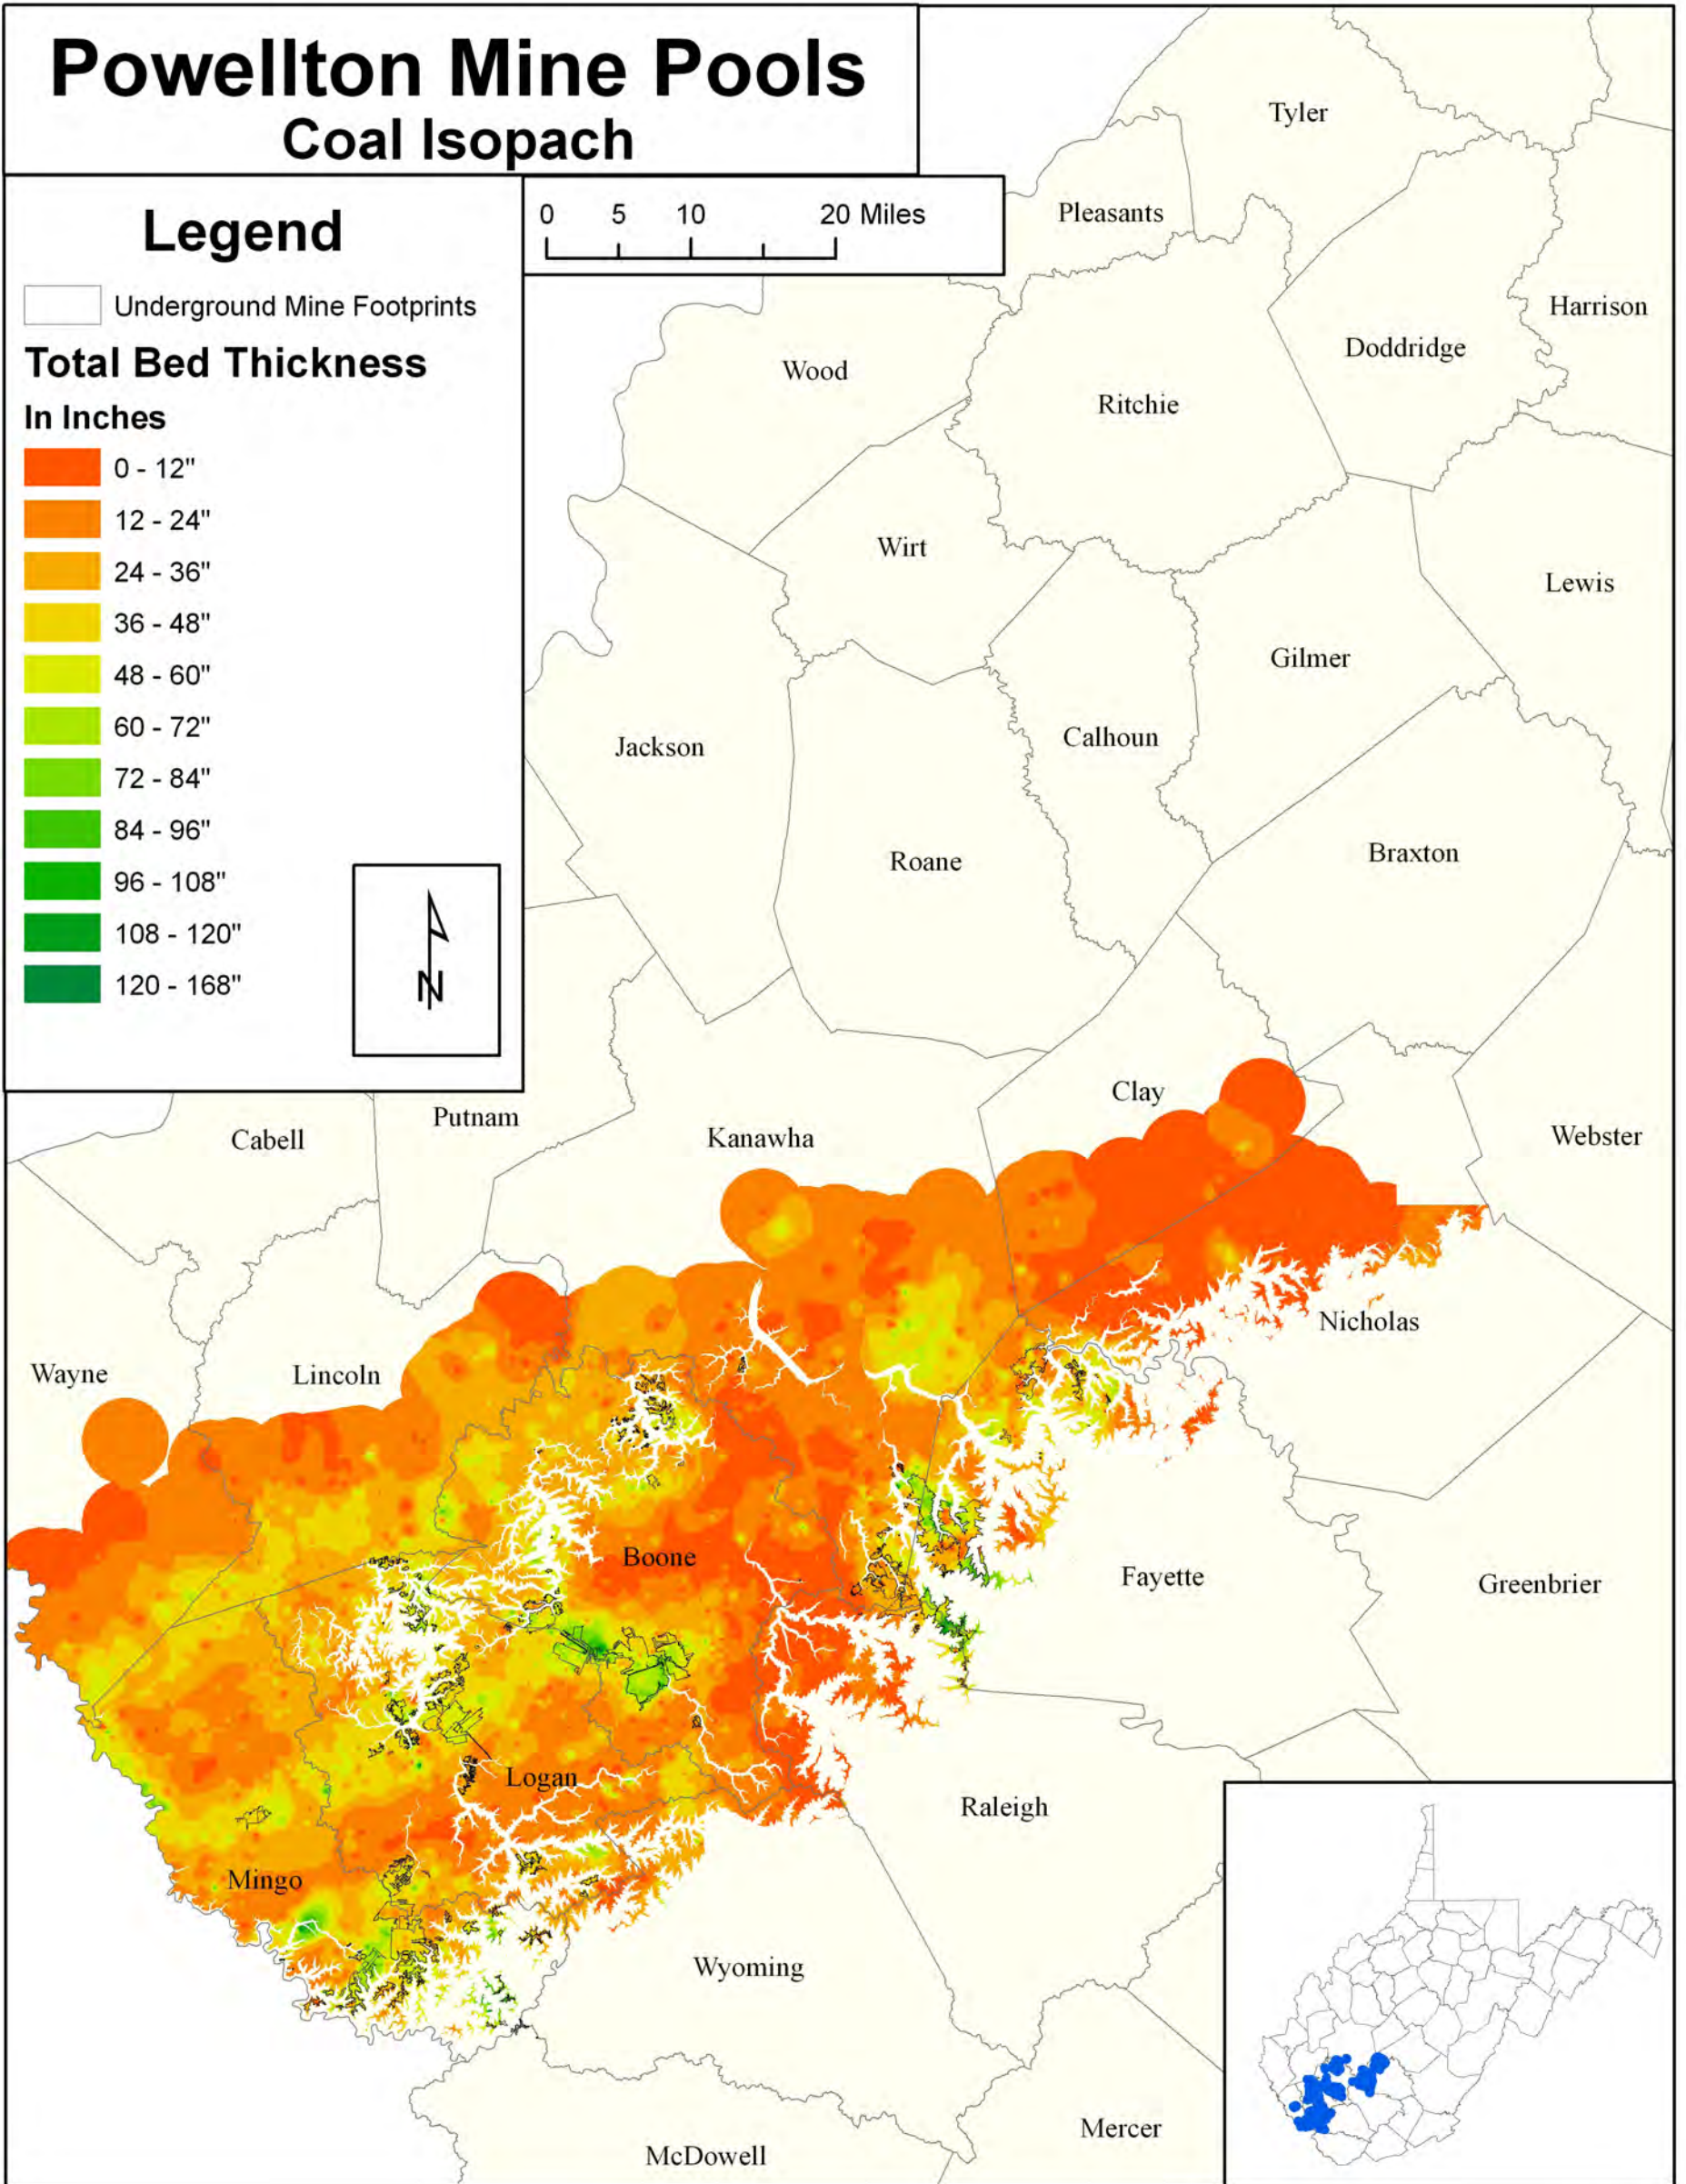 Powellton Mine Pools
Coal Isopach
Legend
Underground Mine Footprints
Total Bed Thickness
In Inches
0 - 12"
12 - 24"
24 - 36"
36 - 48"
48 - 60"
60 - 72"
72 - 84"
84 - 96"
96 - 108"
108 - 120"
120 - 168"
N
0 5 10 20 Miles
Tyler
Pleasants
Harrison
Doddridge
Wood
Ritchie
Wirt
Lewis
Gilmer
Calhoun
Jackson
Braxton
Roane
Clay
Putnam
Cabell
Kanawha
Webster
Nicholas
Wayne
Lincoln
Boone
Fayette
Greenbrier
Logan
Raleigh
Mingo
Wyoming
Mercer
McDowell